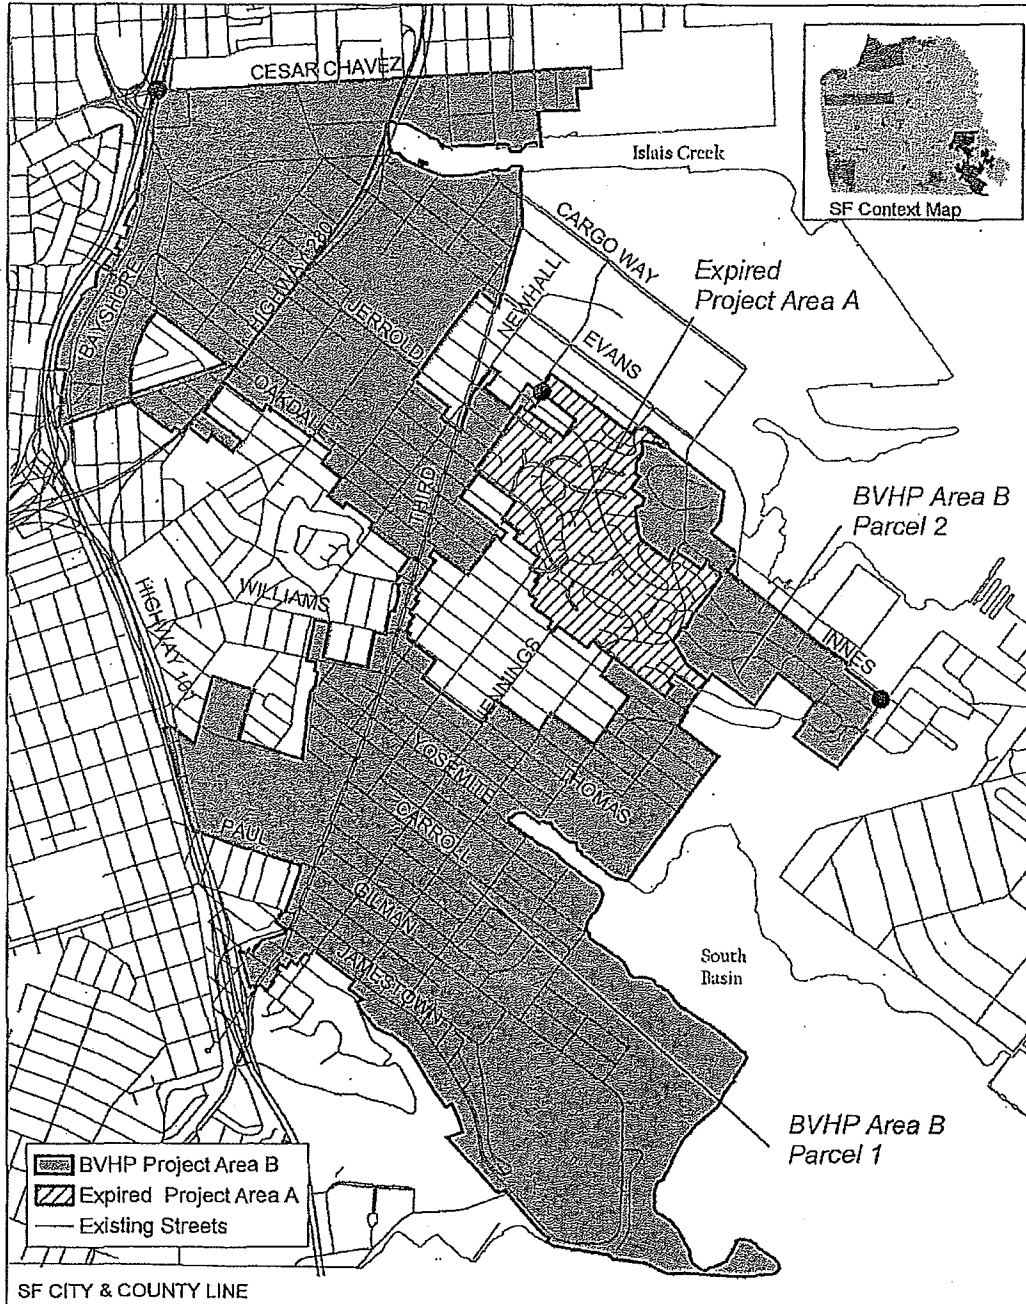 CESAR CHAVEZ
Islais Creek
SF Context Map
CARGO WAY
Expired
Project Area A
BAYSHORE
HIGHWAY 280
JERROLD
NEWHALL
EVANS
OAKDALE
THIRD
BVHP Area B
Parcel 2
WILLIAMS
HIGHWAY 101
INNES
JENNINGS
YOSEMITE
THOMAS
CARROLL
PAUL
GILMAN
JAMESTOWN
South
Basin
BVHP Area B
Parcel 1
BVHP Project Area B
Expired Project Area A
Existing Streets
SF CITY & COUNTY LINE